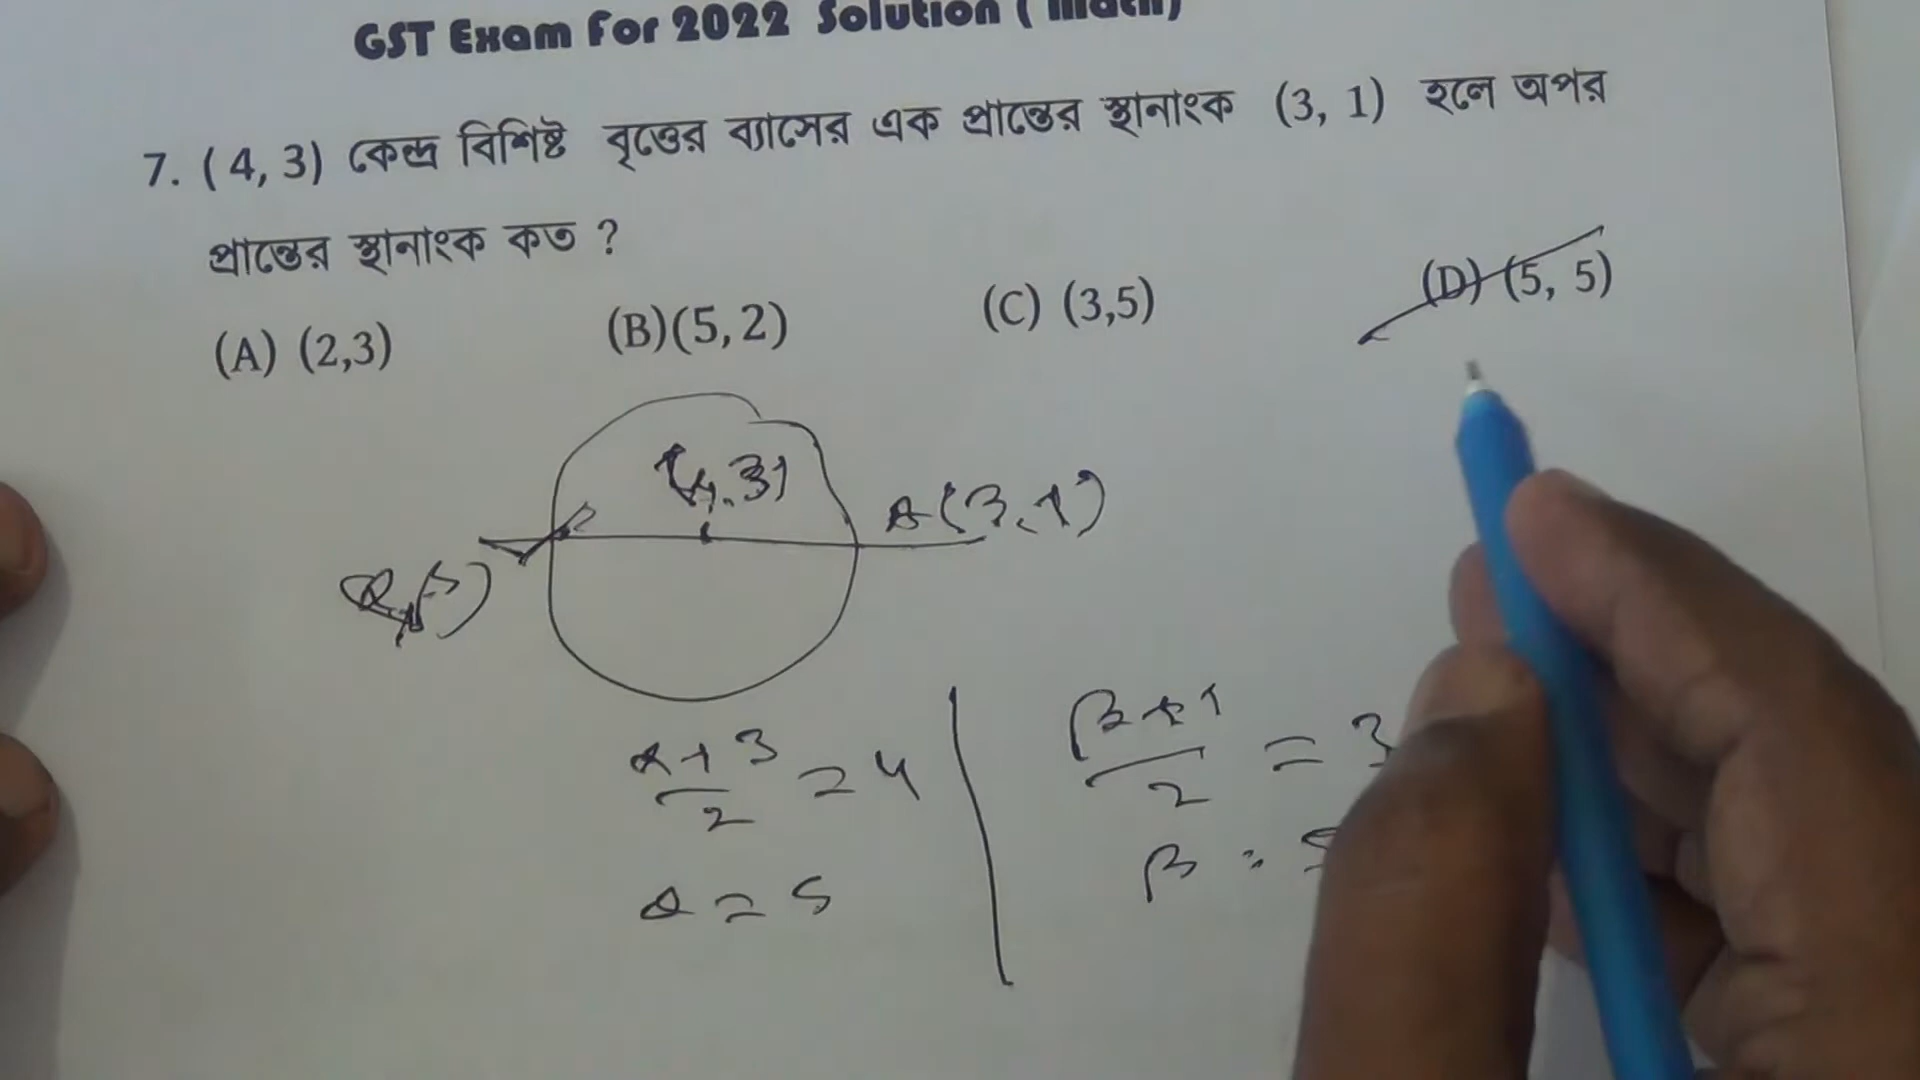 GST Exam For 2022 Solution ( Math)
7. ( 4, 3) কেন্দ্র বিশিষ্ট বৃত্তের ব্যাসের এক প্রান্তের স্থানাংক (3, 1) হলে অপর
প্রান্তের স্থানাংক কত ?
(A) (2,3) (B)(5, 2) (C) (3,5) (D) (5, 5)
(4,3)
A(3,1)
α,β)
α+3/2 = 4
β+1/2 = 3
α = 5
β = 5